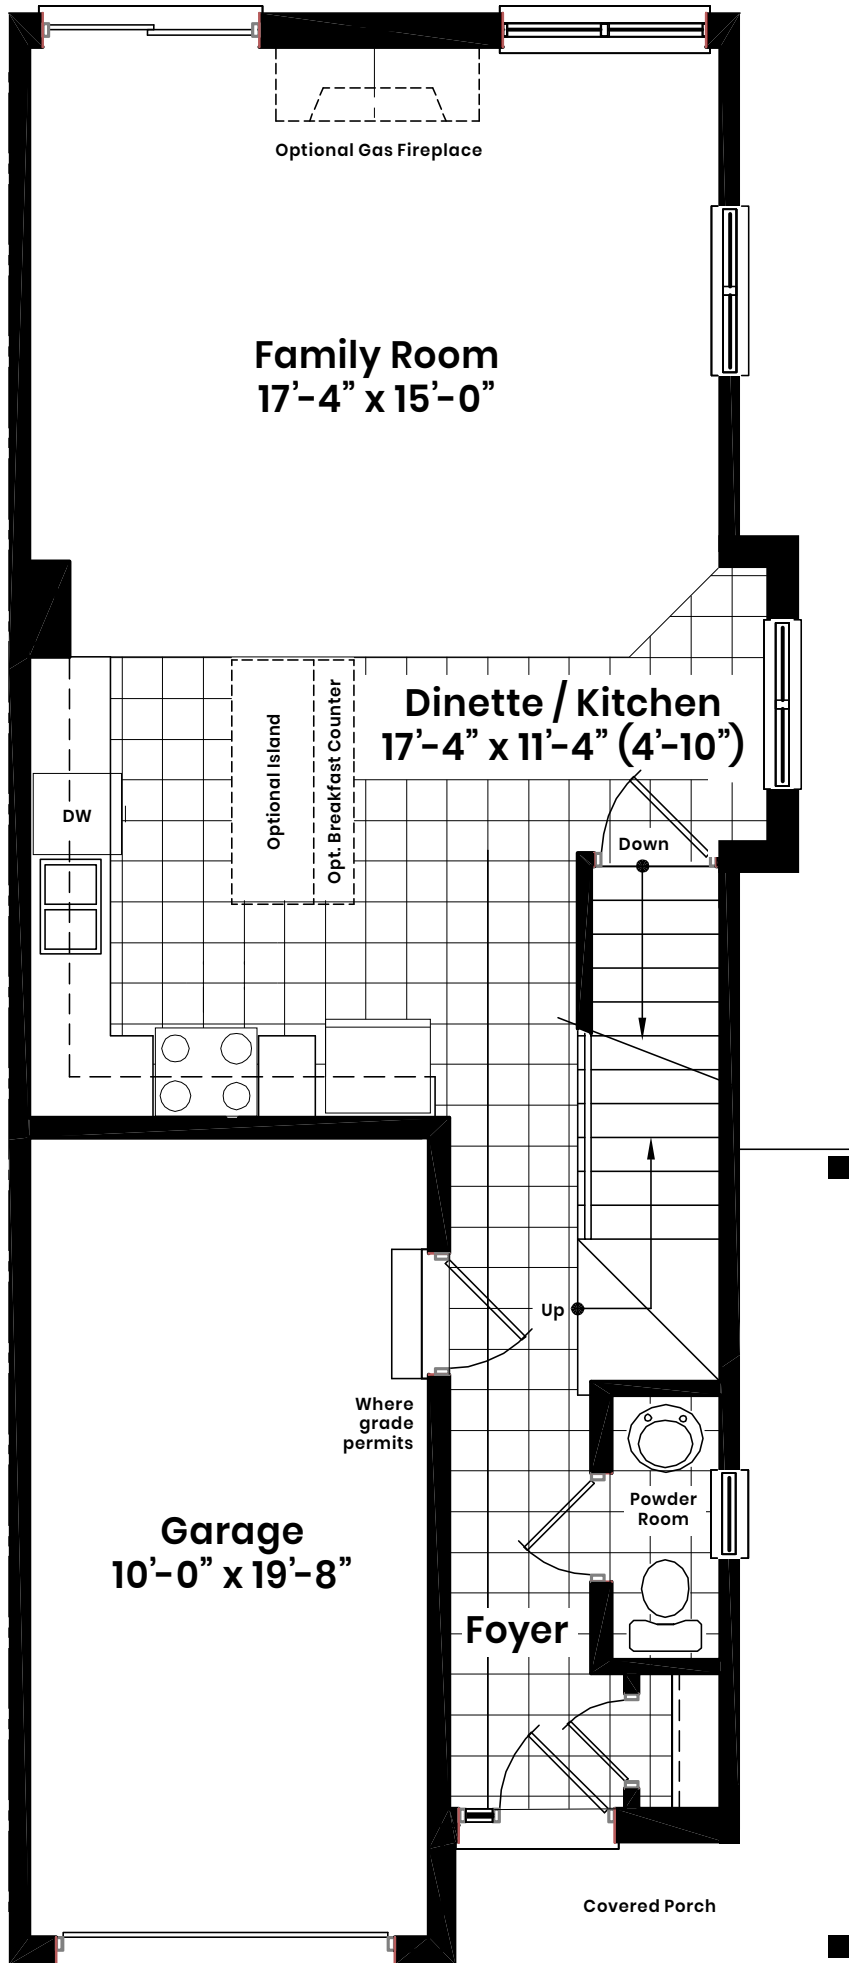 Optional Gas Fireplace
Family Room
17’-4” x 15’-0”
Dinette / Kitchen
17’-4” x 11’-4” (4’-10”)
Optional Island
Opt. Breakfast Counter
DW
Down
Up
Where
grade
permits
Powder
Room
Garage
10’-0” x 19’-8”
Foyer
Covered Porch